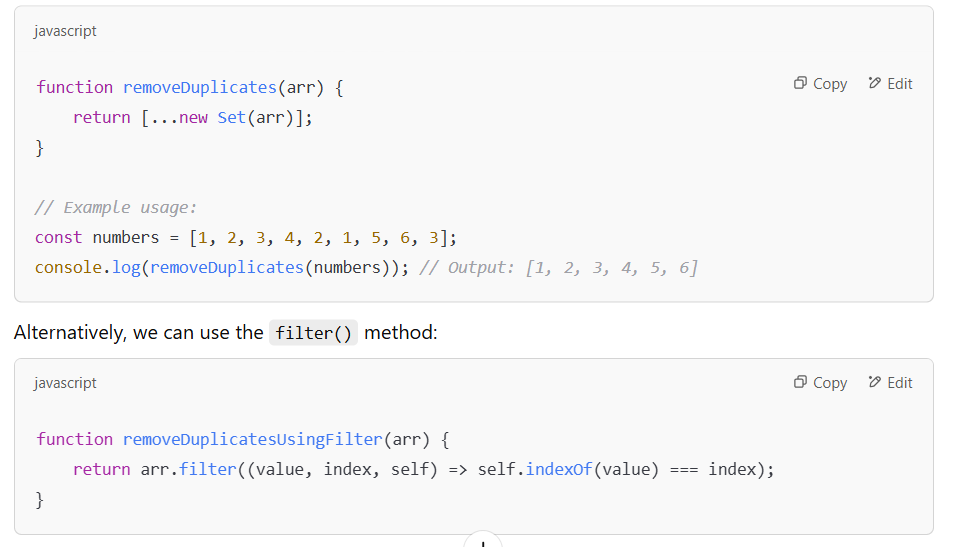 javascript
Copy Edit
function removeDuplicates(arr) {
    return [...new Set(arr)];
}
// Example usage:
const numbers = [1, 2, 3, 4, 2, 1, 5, 6, 3];
console.log(removeDuplicates(numbers)); // Output: [1, 2, 3, 4, 5, 6]
Alternatively, we can use the filter() method:
javascript Copy Edit
function removeDuplicatesUsingFilter(arr) {
    return arr.filter((value, index, self) => self.indexOf(value) === index);
}